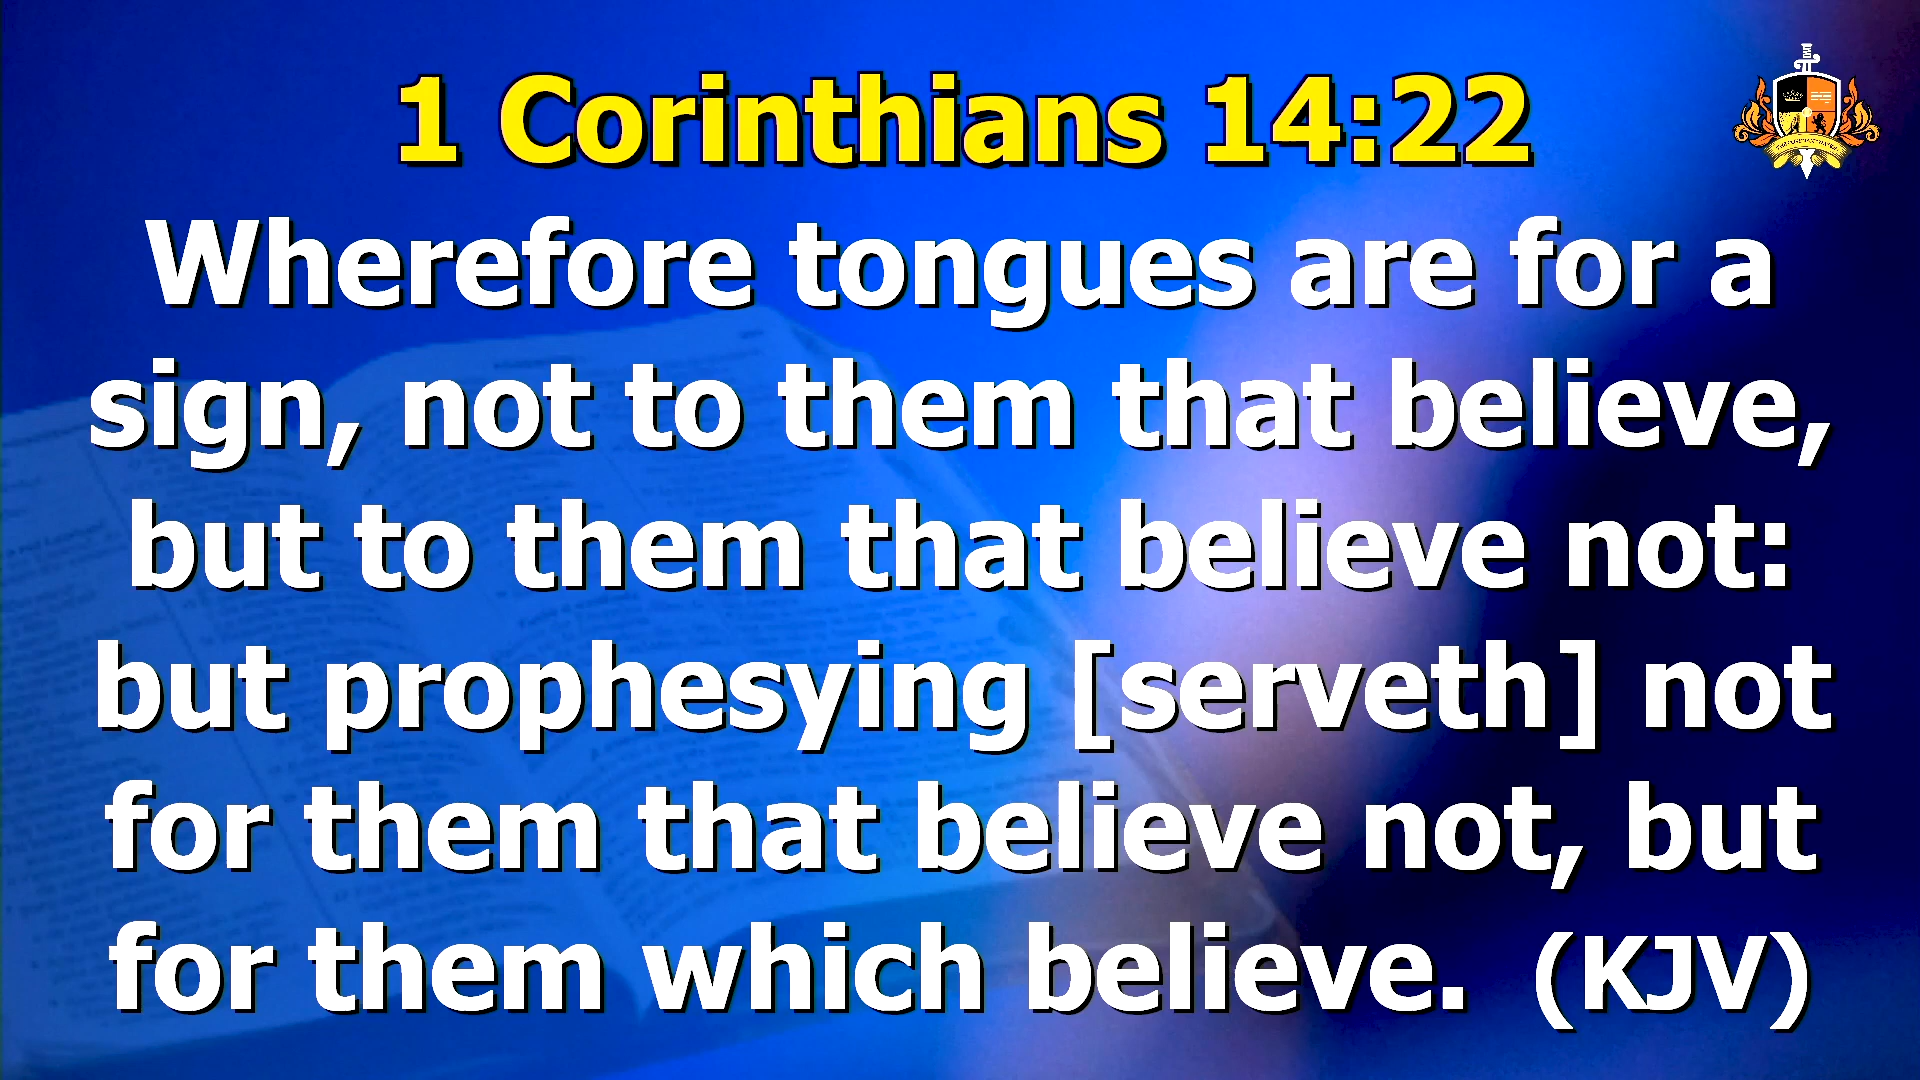 1 Corinthians 14:22
Wherefore tongues are for a
sign, not to them that believe,
but to them that believe not:
but prophesying [serveth] not
for them that believe not, but
for them which believe.  (KJV)